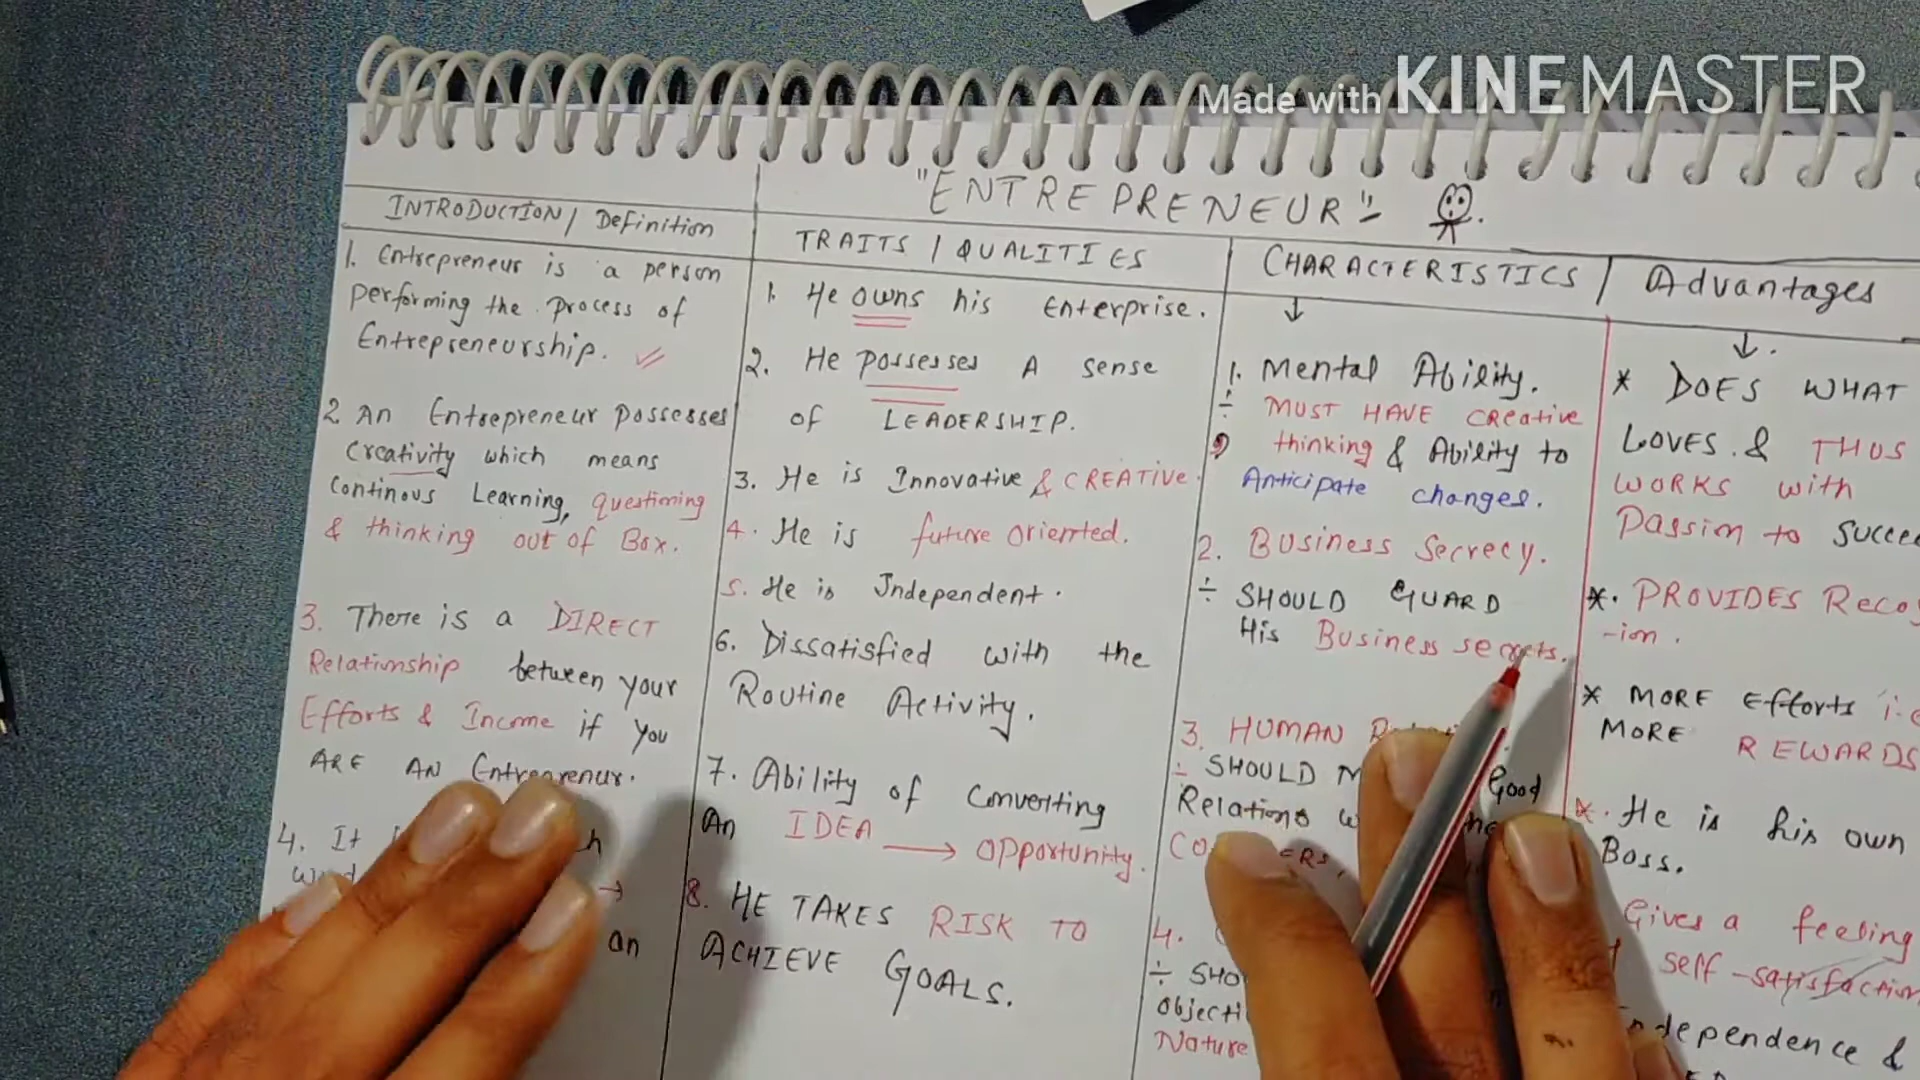 Made with KINEMASTER
"ENTREPRENEUR"
INTRODUCTION/ Definition
1. Entrepreneur is a person
performing the process of
Entrepreneurship.
2 An Entrepreneur possesses
Creativity which means
Continous Learning, questioning
& thinking out of Box.
3. There is a DIRECT
Relationship between your
Efforts & Income if you
ARE AN Entreprenur.
4. It
an
TRAITS / QUALITIES
1. He owns his Enterprise.
2. He possesses A sense
of LEADERSHIP.
3. He is Innovative & CREATIVE.
4. He is future oriented.
5. He is Independent.
6. Dissatisfied with the
Routine Activity.
7. Ability of Converting
An IDEA → opportunity.
8. HE TAKES RISK TO
ACHIEVE GOALS.
CHARACTERISTICS
↓
1. Mental Ability.
÷ MUST HAVE Creative
thinking & Ability to
Anticipate changes.
2. Business Secrecy.
÷ SHOULD GUARD
His Business secrets.
3. HUMAN
÷ SHOULD Good
Relations
4.
÷ SHO
Objecti
Nature
Advantages
↓.
* DOES WHAT
LOVES. & THUS
WORKS with
Passion to Succee
*. PROVIDES Reco
-ion.
* MORE Efforts i.e
MORE REWARDS
*. He is his own
Boss.
Gives a feeling
self-satisfaction
ndependence &